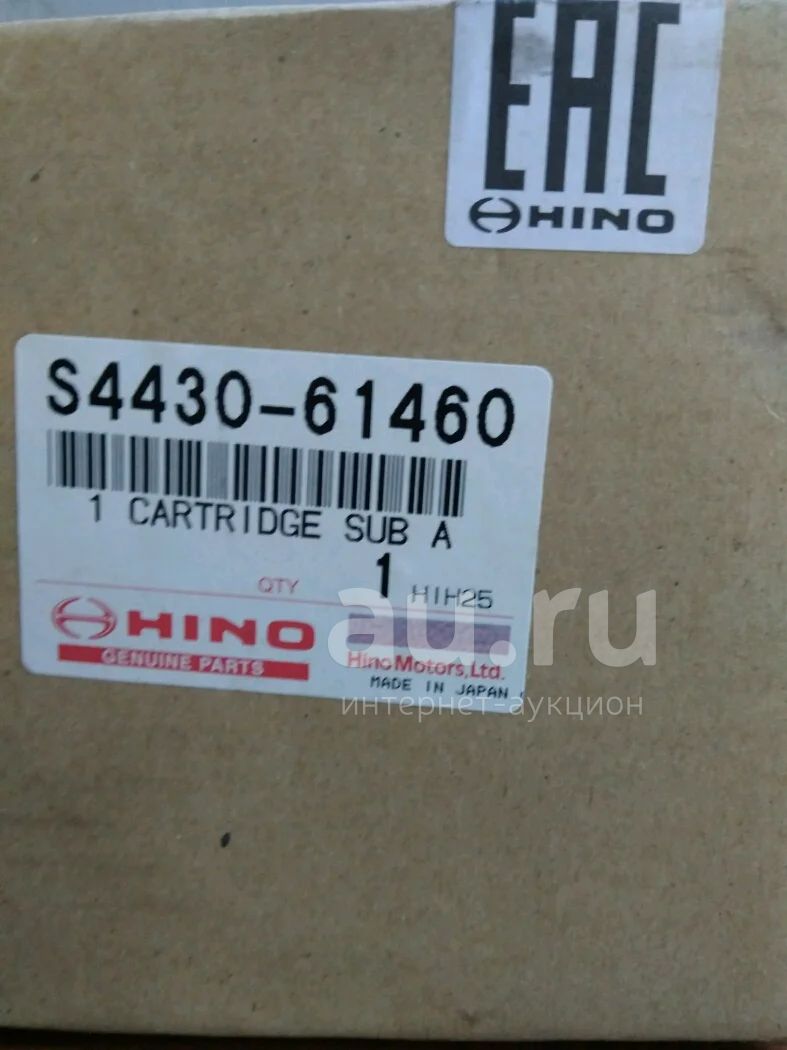 EAC
HINO
S4430-61460
1 CARTRIDGE SUB A
QTY 1 HIH25
HINO
GENUINE PARTS
Hino Motors, Ltd.
MADE IN JAPAN
au.ru
интернет-аукцион